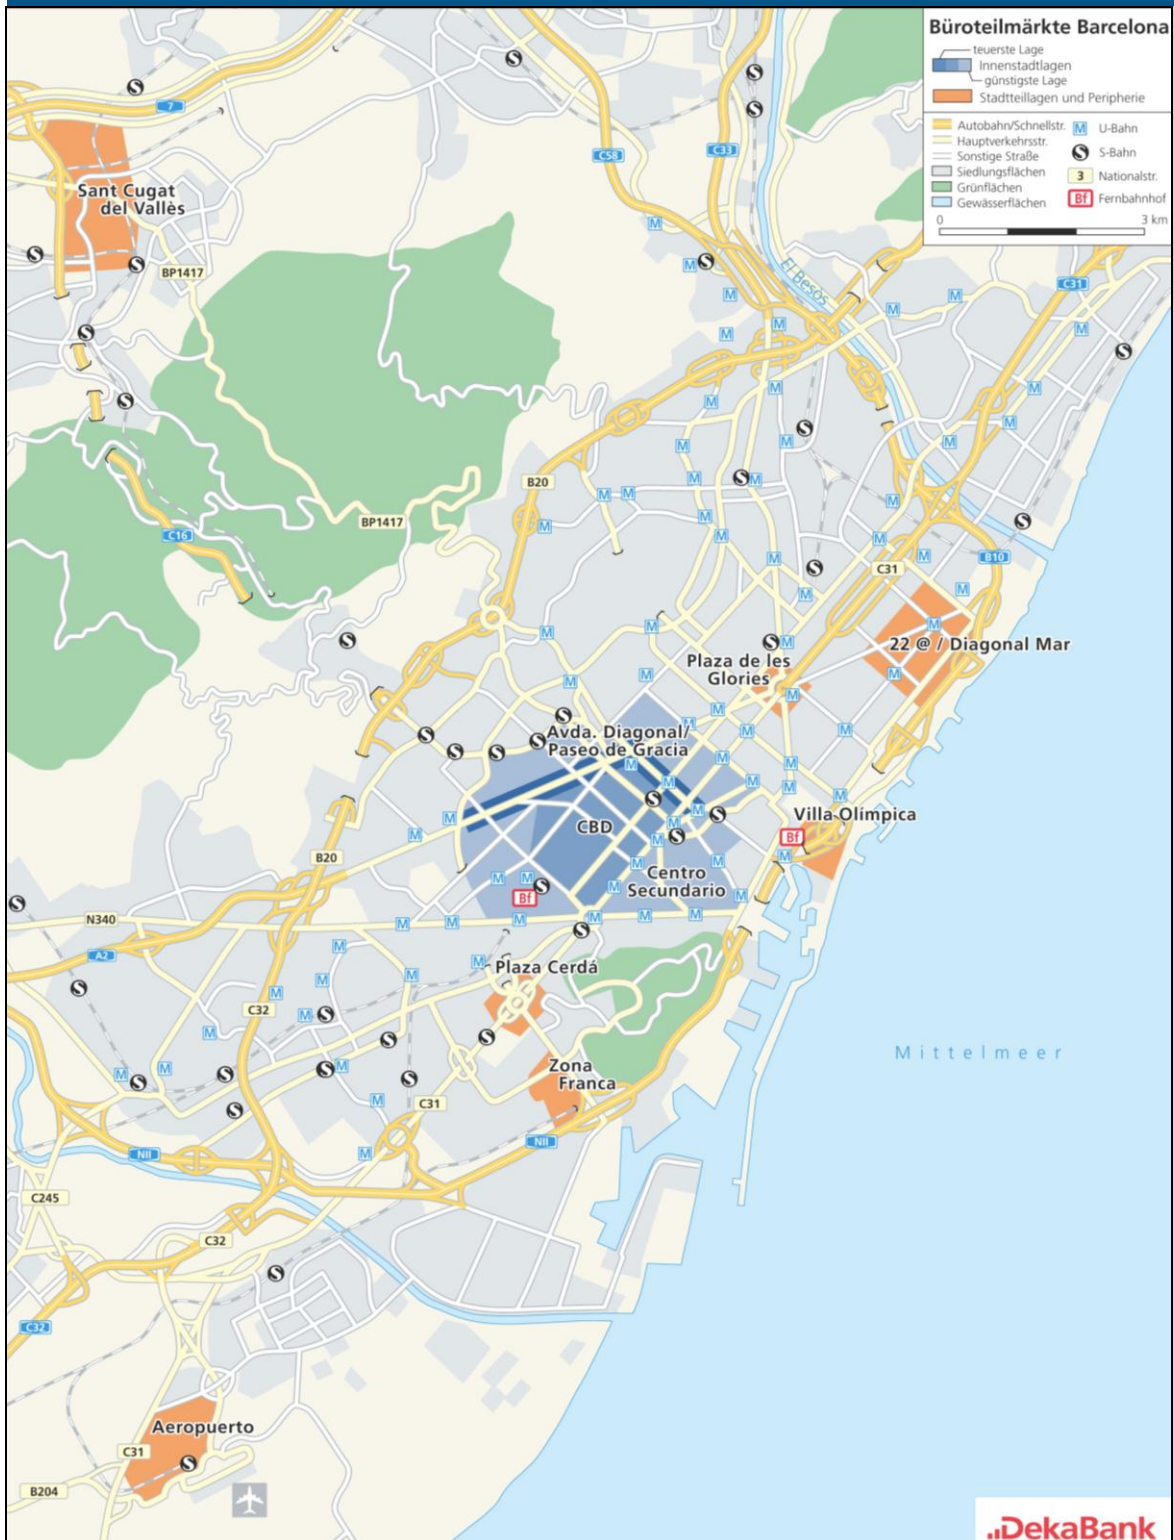 Büroteilmärkte Barcelona
teuerste Lage
Innenstadtlagen
günstigste Lage
Stadtteillagen und Peripherie
Autobahn/Schnellstr.
Hauptverkehrsstr.
Sonstige Straße
Siedlungsflächen
Grünflächen
Gewässerflächen
M U-Bahn
S S-Bahn
3 Nationalstr.
Bf Fernbahnhof
0 3 km
7
C58
C33
Sant Cugat
del Vallès
BP1417
El Besòs
C31
B20
BP1417
C16
C31
B10
22 @ / Diagonal Mar
Plaza de les
Glories
Avda. Diagonal/
Paseo de Gracia
Villa Olímpica
CBD
Bf
B20
Centro
Secundario
Bf
N340
A2
Plaza Cerdá
C32
Mittelmeer
Zona
Franca
C31
NII
NII
C245
C32
C32
Aeropuerto
C31
B204
DekaBank